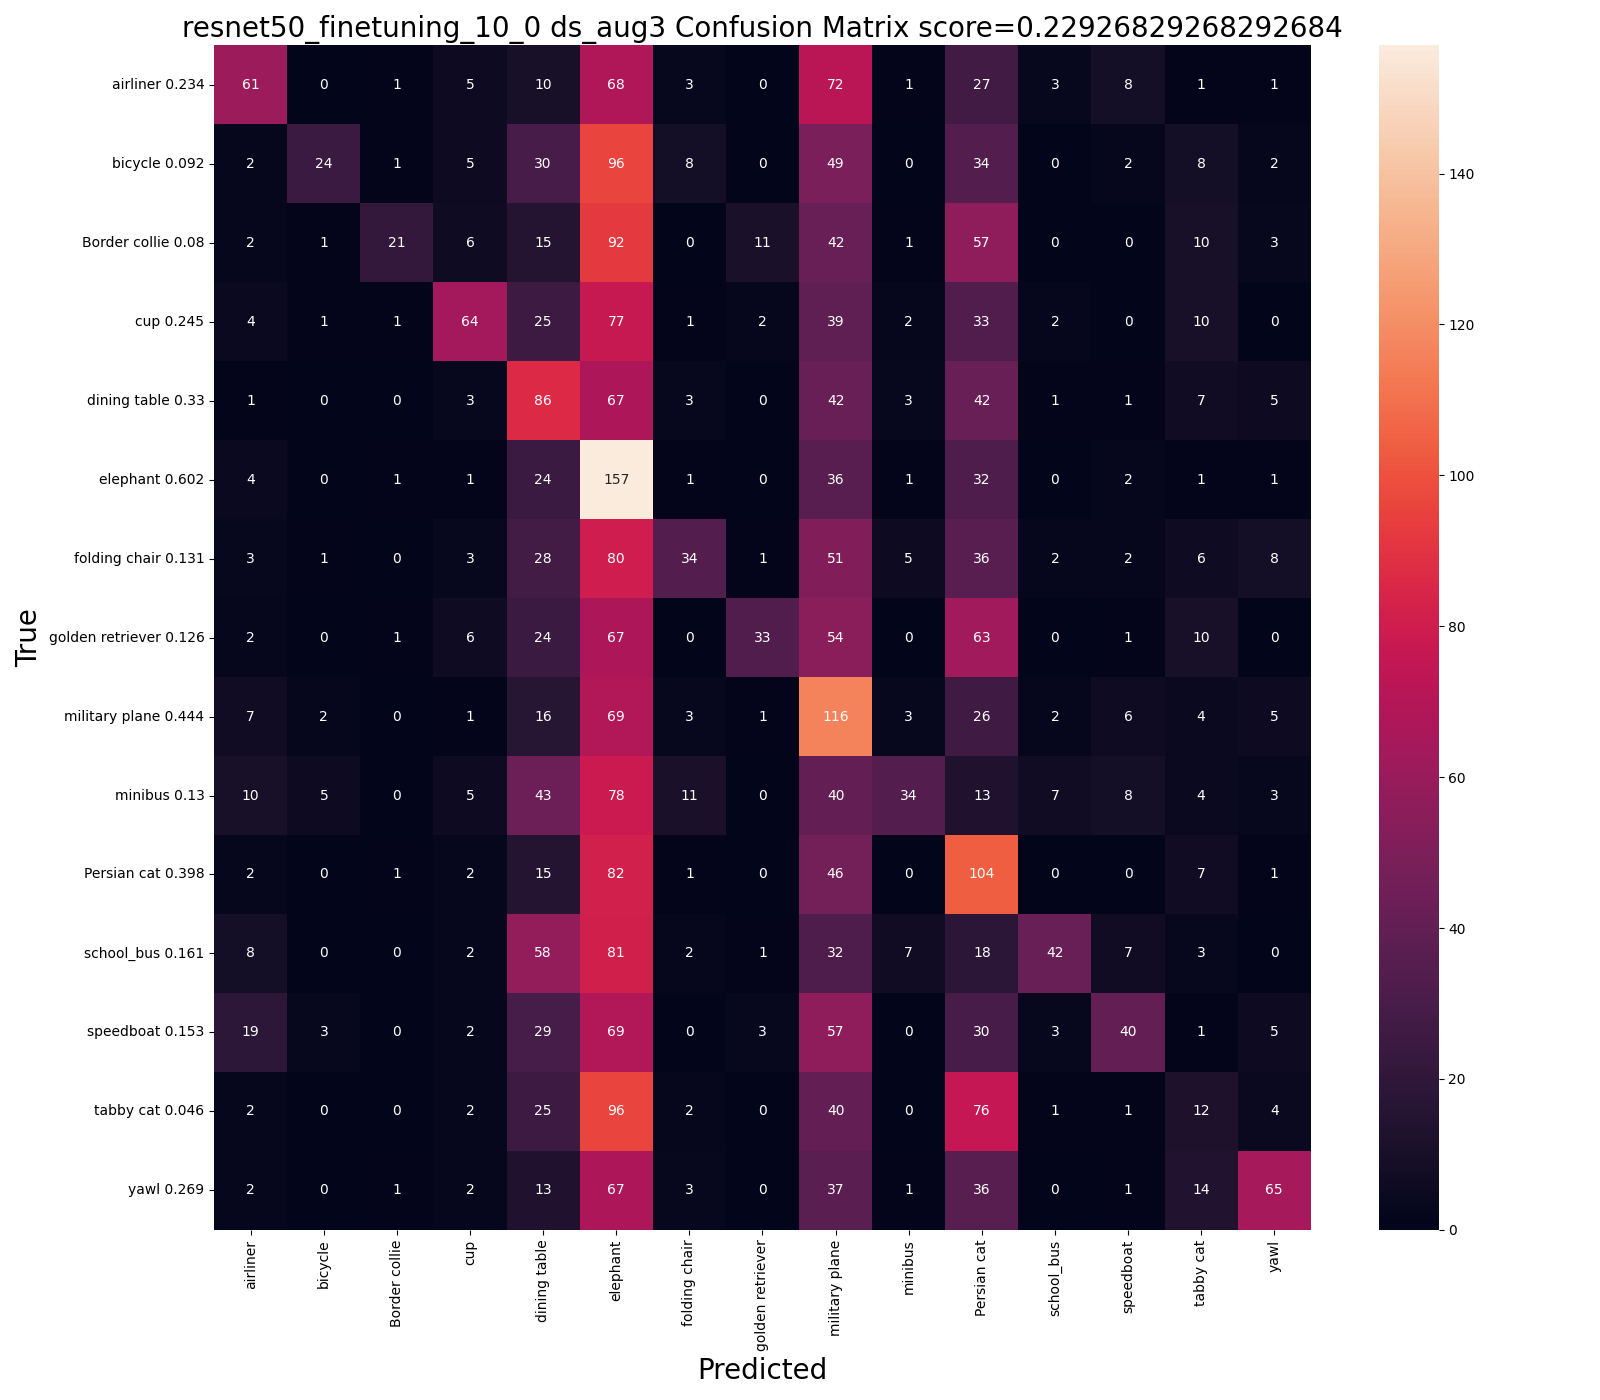 resnet50_finetuning_10_0 ds_aug3 Confusion Matrix score=0.22926829268292684
airliner 0.234 61 0 1 5 10 68 3 0 72 1 27 3 8 1 1
bicycle 0.092 2 24 1 5 30 96 8 0 49 0 34 0 2 8 2
Border collie 0.08 2 1 21 6 15 92 0 11 42 1 57 0 0 10 3
cup 0.245 4 1 1 64 25 77 1 2 39 2 33 2 0 10 0
dining table 0.33 1 0 0 3 86 67 3 0 42 3 42 1 1 7 5
elephant 0.602 4 0 1 1 24 157 1 0 36 1 32 0 2 1 1
folding chair 0.131 3 1 0 3 28 80 34 1 51 5 36 2 2 6 8
golden retriever 0.126 2 0 1 6 24 67 0 33 54 0 63 0 1 10 0
military plane 0.444 7 2 0 1 16 69 3 1 116 3 26 2 6 4 5
minibus 0.13 10 5 0 5 43 78 11 0 40 34 13 7 8 4 3
Persian cat 0.398 2 0 1 2 15 82 1 0 46 0 104 0 0 7 1
school_bus 0.161 8 0 0 2 58 81 2 1 32 7 18 42 7 3 0
speedboat 0.153 19 3 0 2 29 69 0 3 57 0 30 3 40 1 5
tabby cat 0.046 2 0 0 2 25 96 2 0 40 0 76 1 1 12 4
yawl 0.269 2 0 1 2 13 67 3 0 37 1 36 0 1 14 65
True
airliner
bicycle
Border collie
cup
dining table
elephant
folding chair
golden retriever
military plane
minibus
Persian cat
school_bus
speedboat
tabby cat
yawl
Predicted
140
120
100
80
60
40
20
0